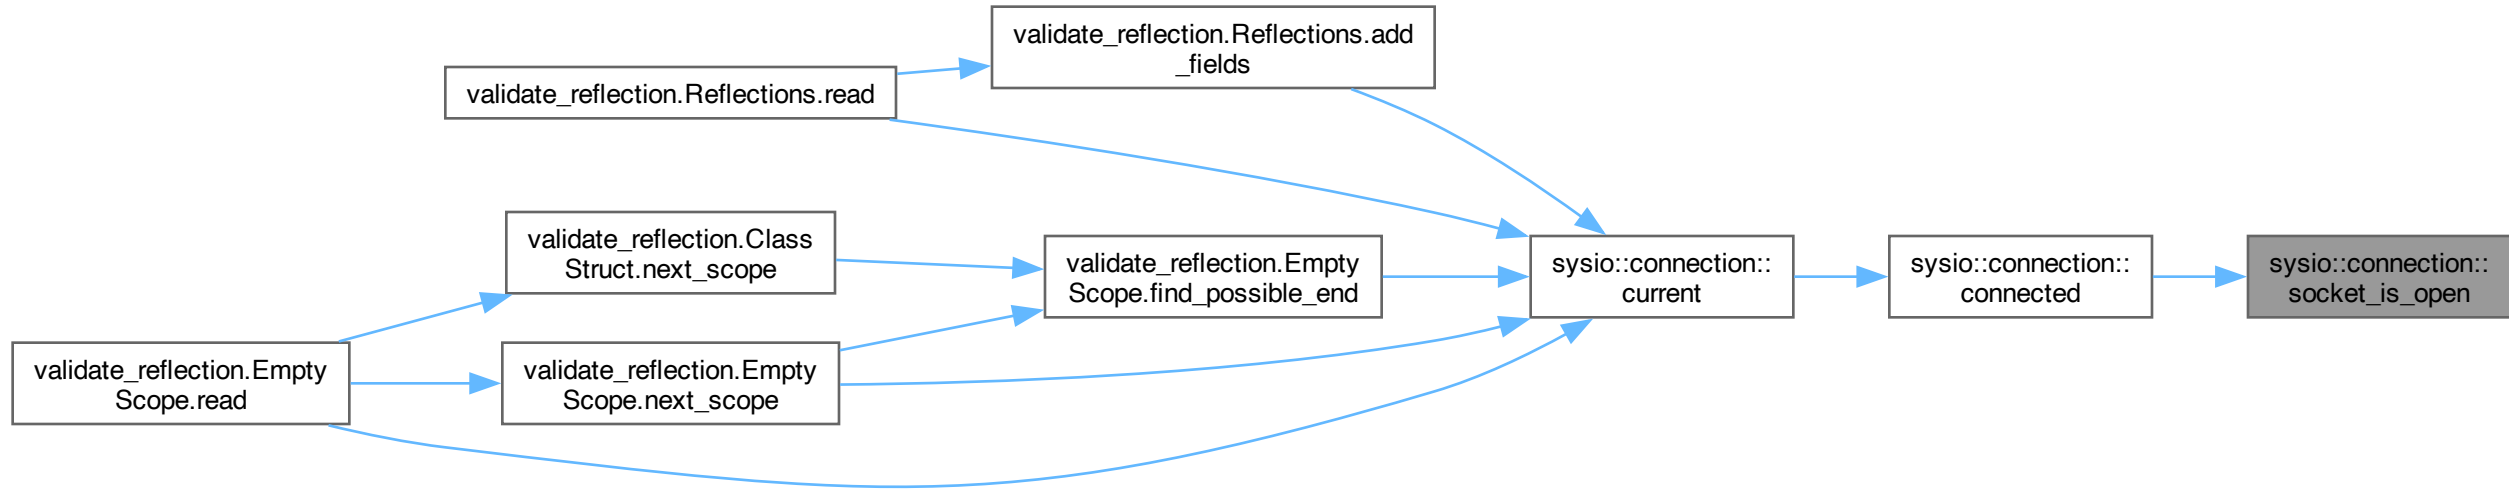 validate_reflection.Reflections.add
_fields
validate_reflection.Reflections.read
validate_reflection.Class
Struct.next_scope
validate_reflection.Empty
Scope.find_possible_end
sysio::connection::
current
sysio::connection::
connected
sysio::connection::
socket_is_open
validate_reflection.Empty
Scope.read
validate_reflection.Empty
Scope.next_scope